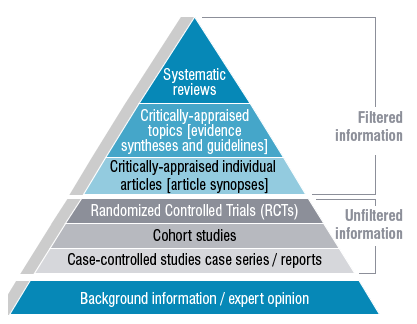 Systematic
reviews
Critically-appraised
topics [evidence
syntheses and guidelines]
Filtered
information
Critically-appraised individual
articles [article synopses]
Randomized Controlled Trials (RCTs)
Unfiltered
information
Cohort studies
Case-controlled studies case series / reports
Background information / expert opinion